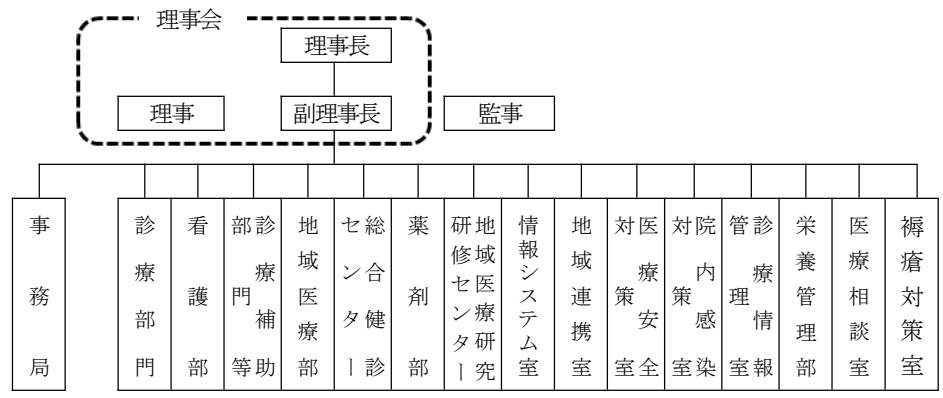 理事会
理事長
理事
副理事長
監事
事務局
診療部門
看護部
診療補助
部門等
地域医療部
総合健診
センター
薬剤部
地域医療研究
研修センター
情報システム室
地域連携室
医療安全
対策室
院内感染
対策室
診療情報
管理室
栄養管理部
医療相談室
褥瘡対策室